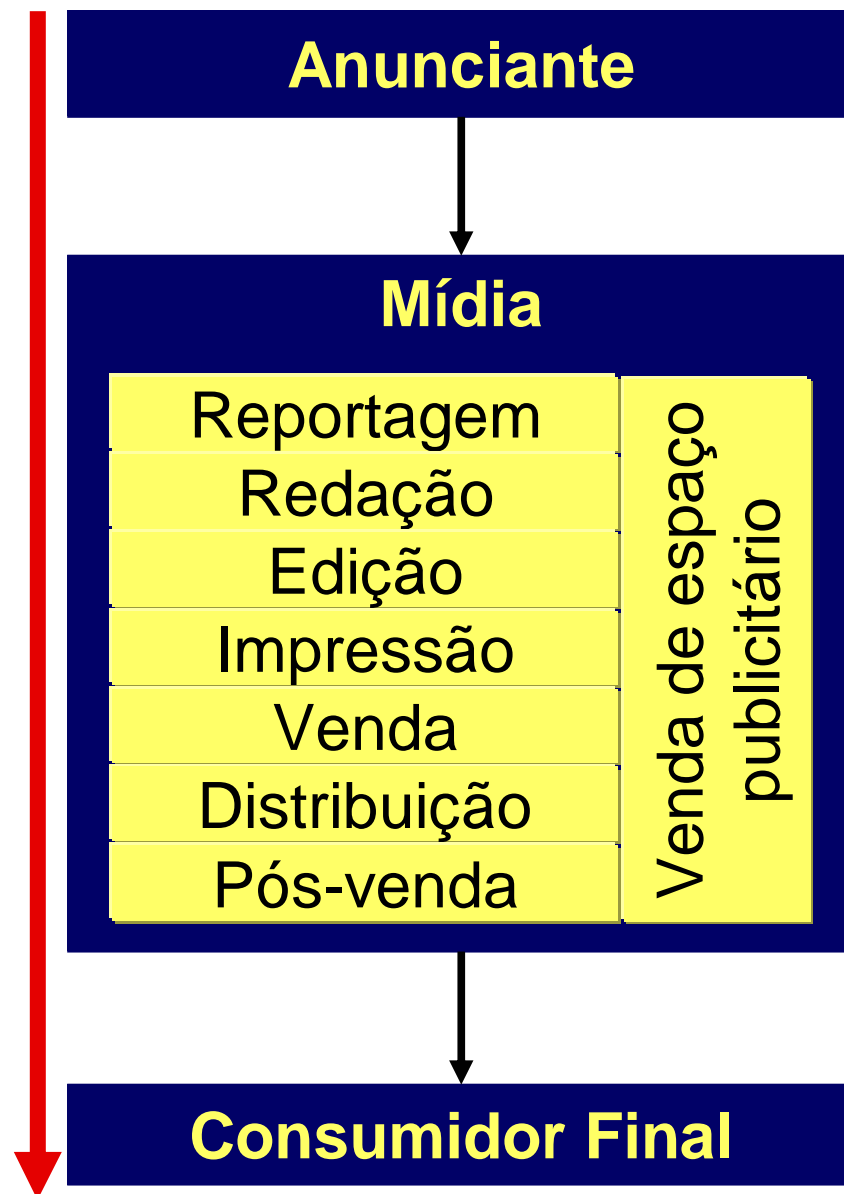 Anunciante
Mídia
Reportagem
Redação
Edição
Impressão
Venda
Distribuição
Pós-venda
Venda de espaço
publicitário
Consumidor Final